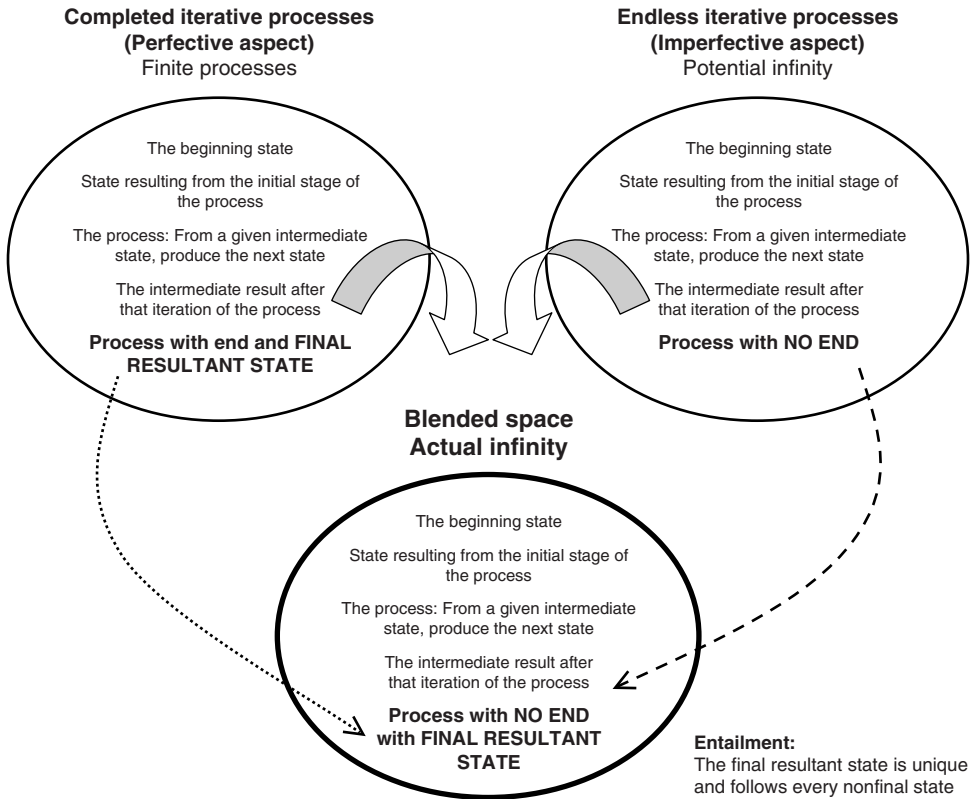 Completed iterative processes
(Perfective aspect)
Finite processes
The beginning state
State resulting from the initial stage of
the process
The process: From a given intermediate
state, produce the next state
The intermediate result after
that iteration of the process
Process with end and FINAL
RESULTANT STATE
Endless iterative processes
(Imperfective aspect)
Potential infinity
The beginning state
State resulting from the initial stage of
the process
The process: From a given intermediate
state, produce the next state
The intermediate result after
that iteration of the process
Process with NO END
Blended space
Actual infinity
The beginning state
State resulting from the initial stage of
the process
The process: From a given intermediate
state, produce the next state
The intermediate result after
that iteration of the process
Process with NO END
with FINAL RESULTANT
STATE
Entailment:
The final resultant state is unique
and follows every nonfinal state